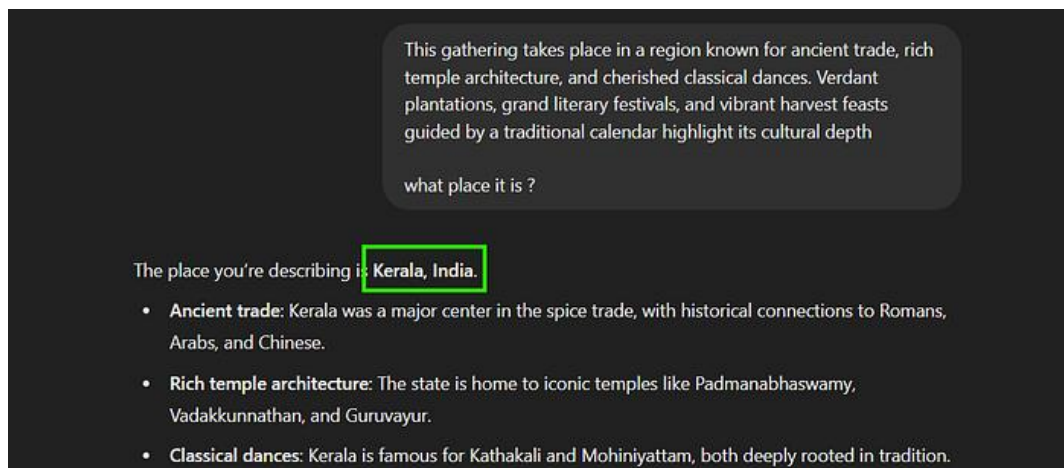 This gathering takes place in a region known for ancient trade, rich
temple architecture, and cherished classical dances. Verdant
plantations, grand literary festivals, and vibrant harvest feasts
guided by a traditional calendar highlight its cultural depth
what place it is ?
The place you're describing is Kerala, India.
• Ancient trade: Kerala was a major center in the spice trade, with historical connections to Romans,
Arabs, and Chinese.
• Rich temple architecture: The state is home to iconic temples like Padmanabhaswamy,
Vadakkunnathan, and Guruvayur.
• Classical dances: Kerala is famous for Kathakali and Mohiniyattam, both deeply rooted in tradition.